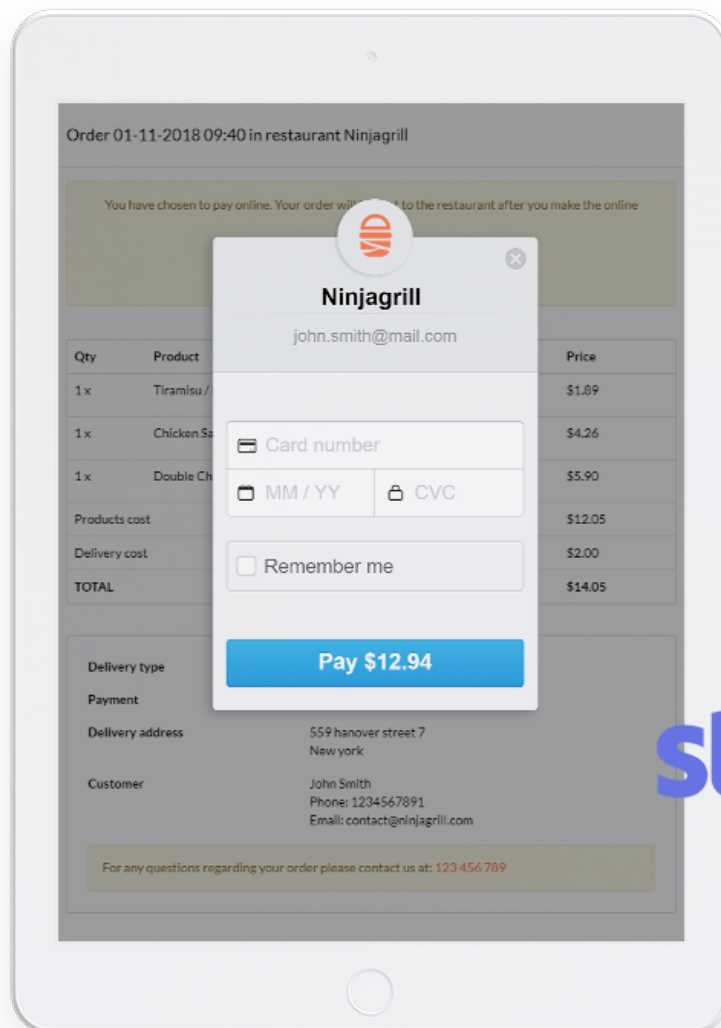 Order 01-11-2018 09:40 in restaurant Ninjagrill
You have chosen to pay online. Your order will to the restaurant after you make the online
Ninjagrill
john.smith@mail.com
Qty Product Price
1 x Tiramisu / $1.89
1 x Chicken Sa $4.26
1 x Double Ch $5.90
Products cost $12.05
Delivery cost $2.00
TOTAL $14.05
Card number
MM / YY CVC
Remember me
Pay $12.94
Delivery type
Payment
Delivery address 559 hanover street 7
New york
Customer John Smith
Phone: 1234567891
Email: contact@ninjagrill.com
For any questions regarding your order please contact us at: 123 456 789